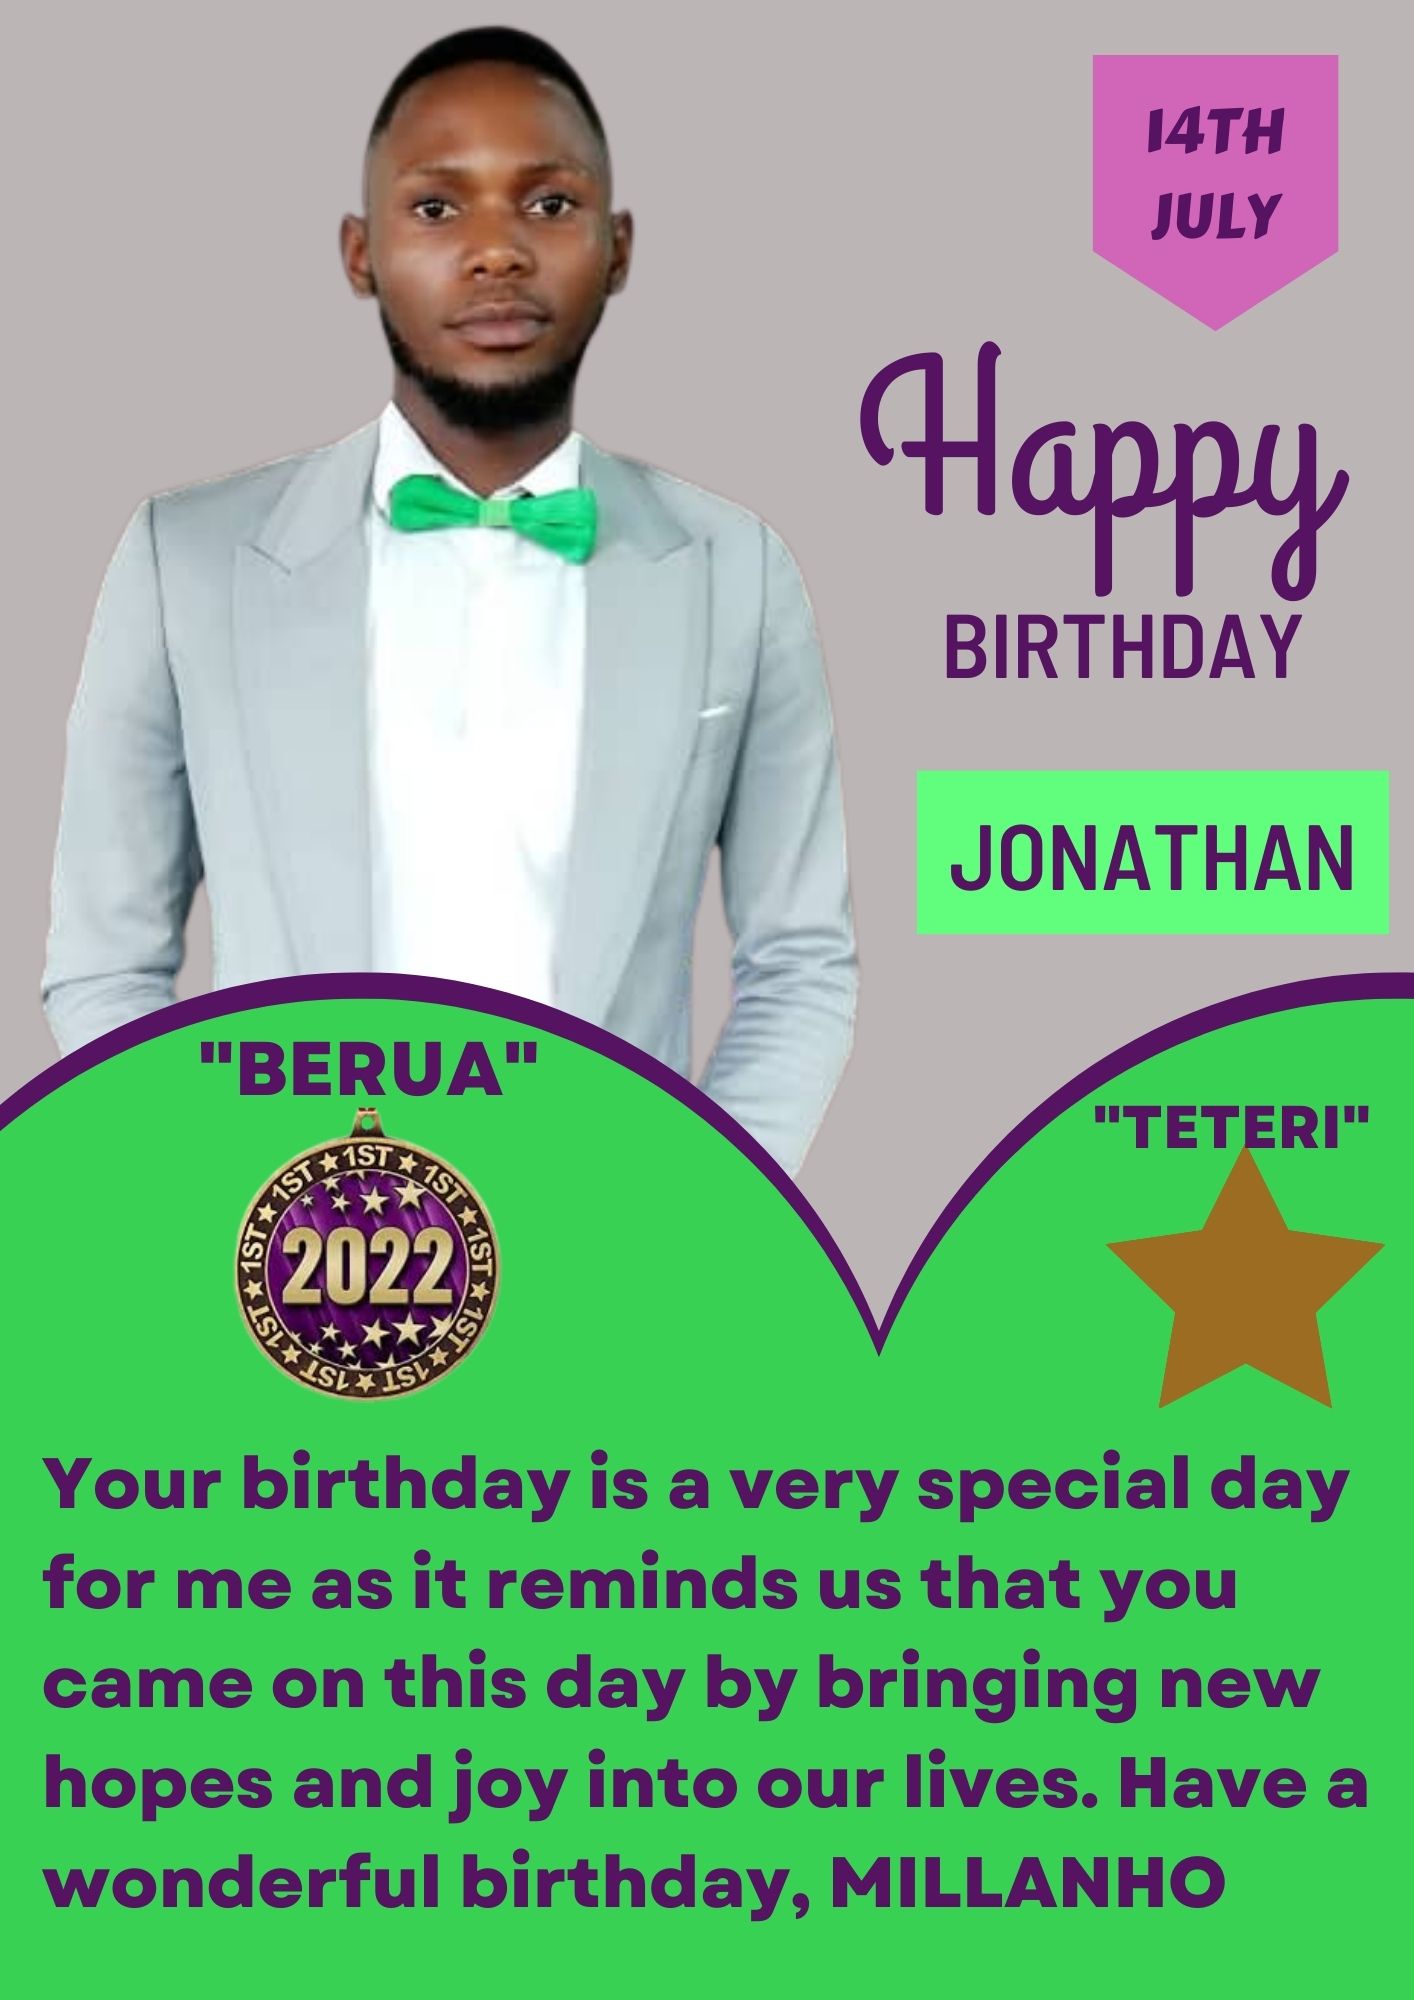 14TH
JULY
Happy
BIRTHDAY
JONATHAN
"BERUA"
"TETERI"
1ST ★ 1ST ★ 1ST ★ 1ST ★ 1ST ★ 1ST ★ 1ST ★ 1ST ★ 1ST
2022
Your birthday is a very special day
for me as it reminds us that you
came on this day by bringing new
hopes and joy into our lives. Have a
wonderful birthday, MILLANHO